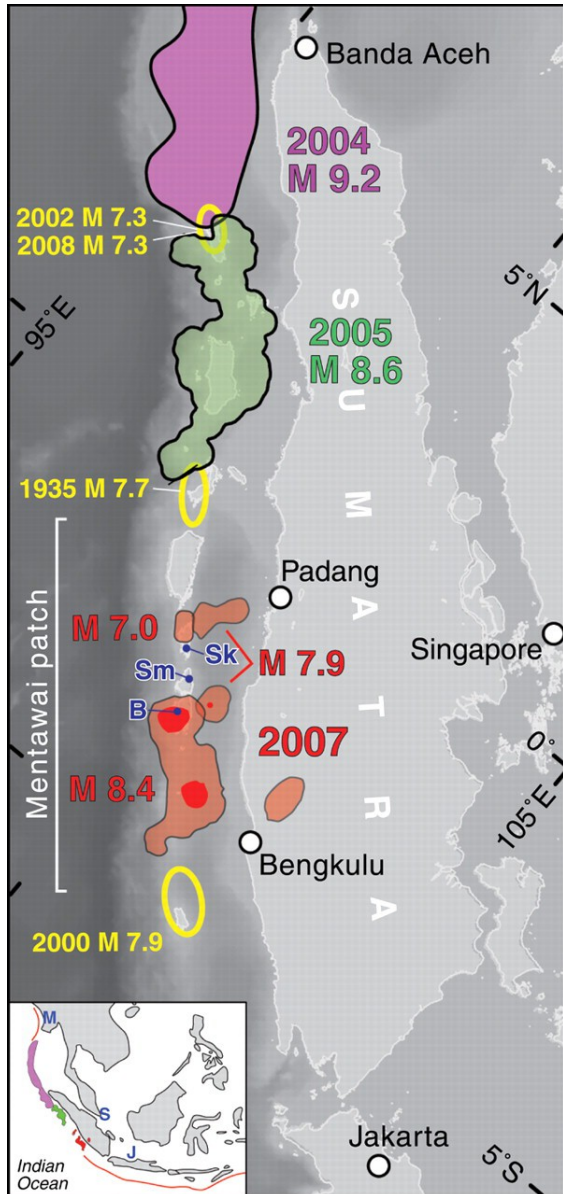 Banda Aceh
2004
M 9.2
2002 M 7.3
2008 M 7.3
5°N
95°E
2005
M 8.6
1935 M 7.7
SUMATRA
Padang
Mentawai patch
M 7.0
Sk
M 7.9
Singapore
Sm
B
2007
0°
M 8.4
105°E
Bengkulu
2000 M 7.9
M
S
J
Indian
Ocean
Jakarta
5°S